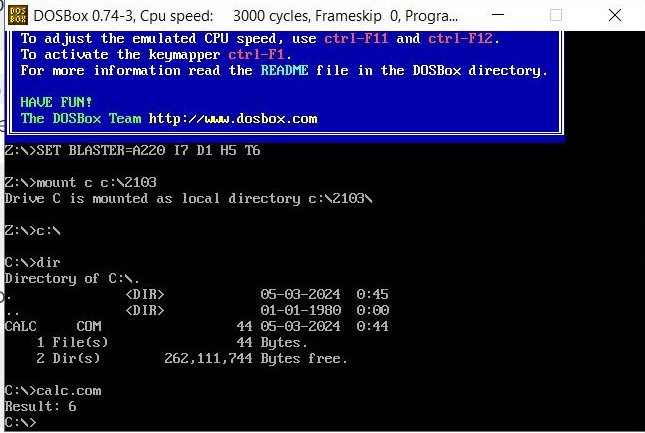 DOSBox 0.74-3, Cpu speed: 3000 cycles, Frameskip 0, Progra...
To adjust the emulated CPU speed, use ctrl-F11 and ctrl-F12.
To activate the keymapper ctrl-F1.
For more information read the README file in the DOSBox directory.
HAVE FUN!
The DOSBox Team http://www.dosbox.com
Z:\>SET BLASTER=A220 I7 D1 H5 T6
Z:\>mount c c:\2103
Drive C is mounted as local directory c:\2103\
Z:\>c:\
C:\>dir
Directory of C:\.
. <DIR> 05-03-2024 0:45
.. <DIR> 01-01-1980 0:00
CALC COM 44 05-03-2024 0:44
1 File(s) 44 Bytes.
2 Dir(s) 262,111,744 Bytes free.
C:\>calc.com
Result: 6
C:\>